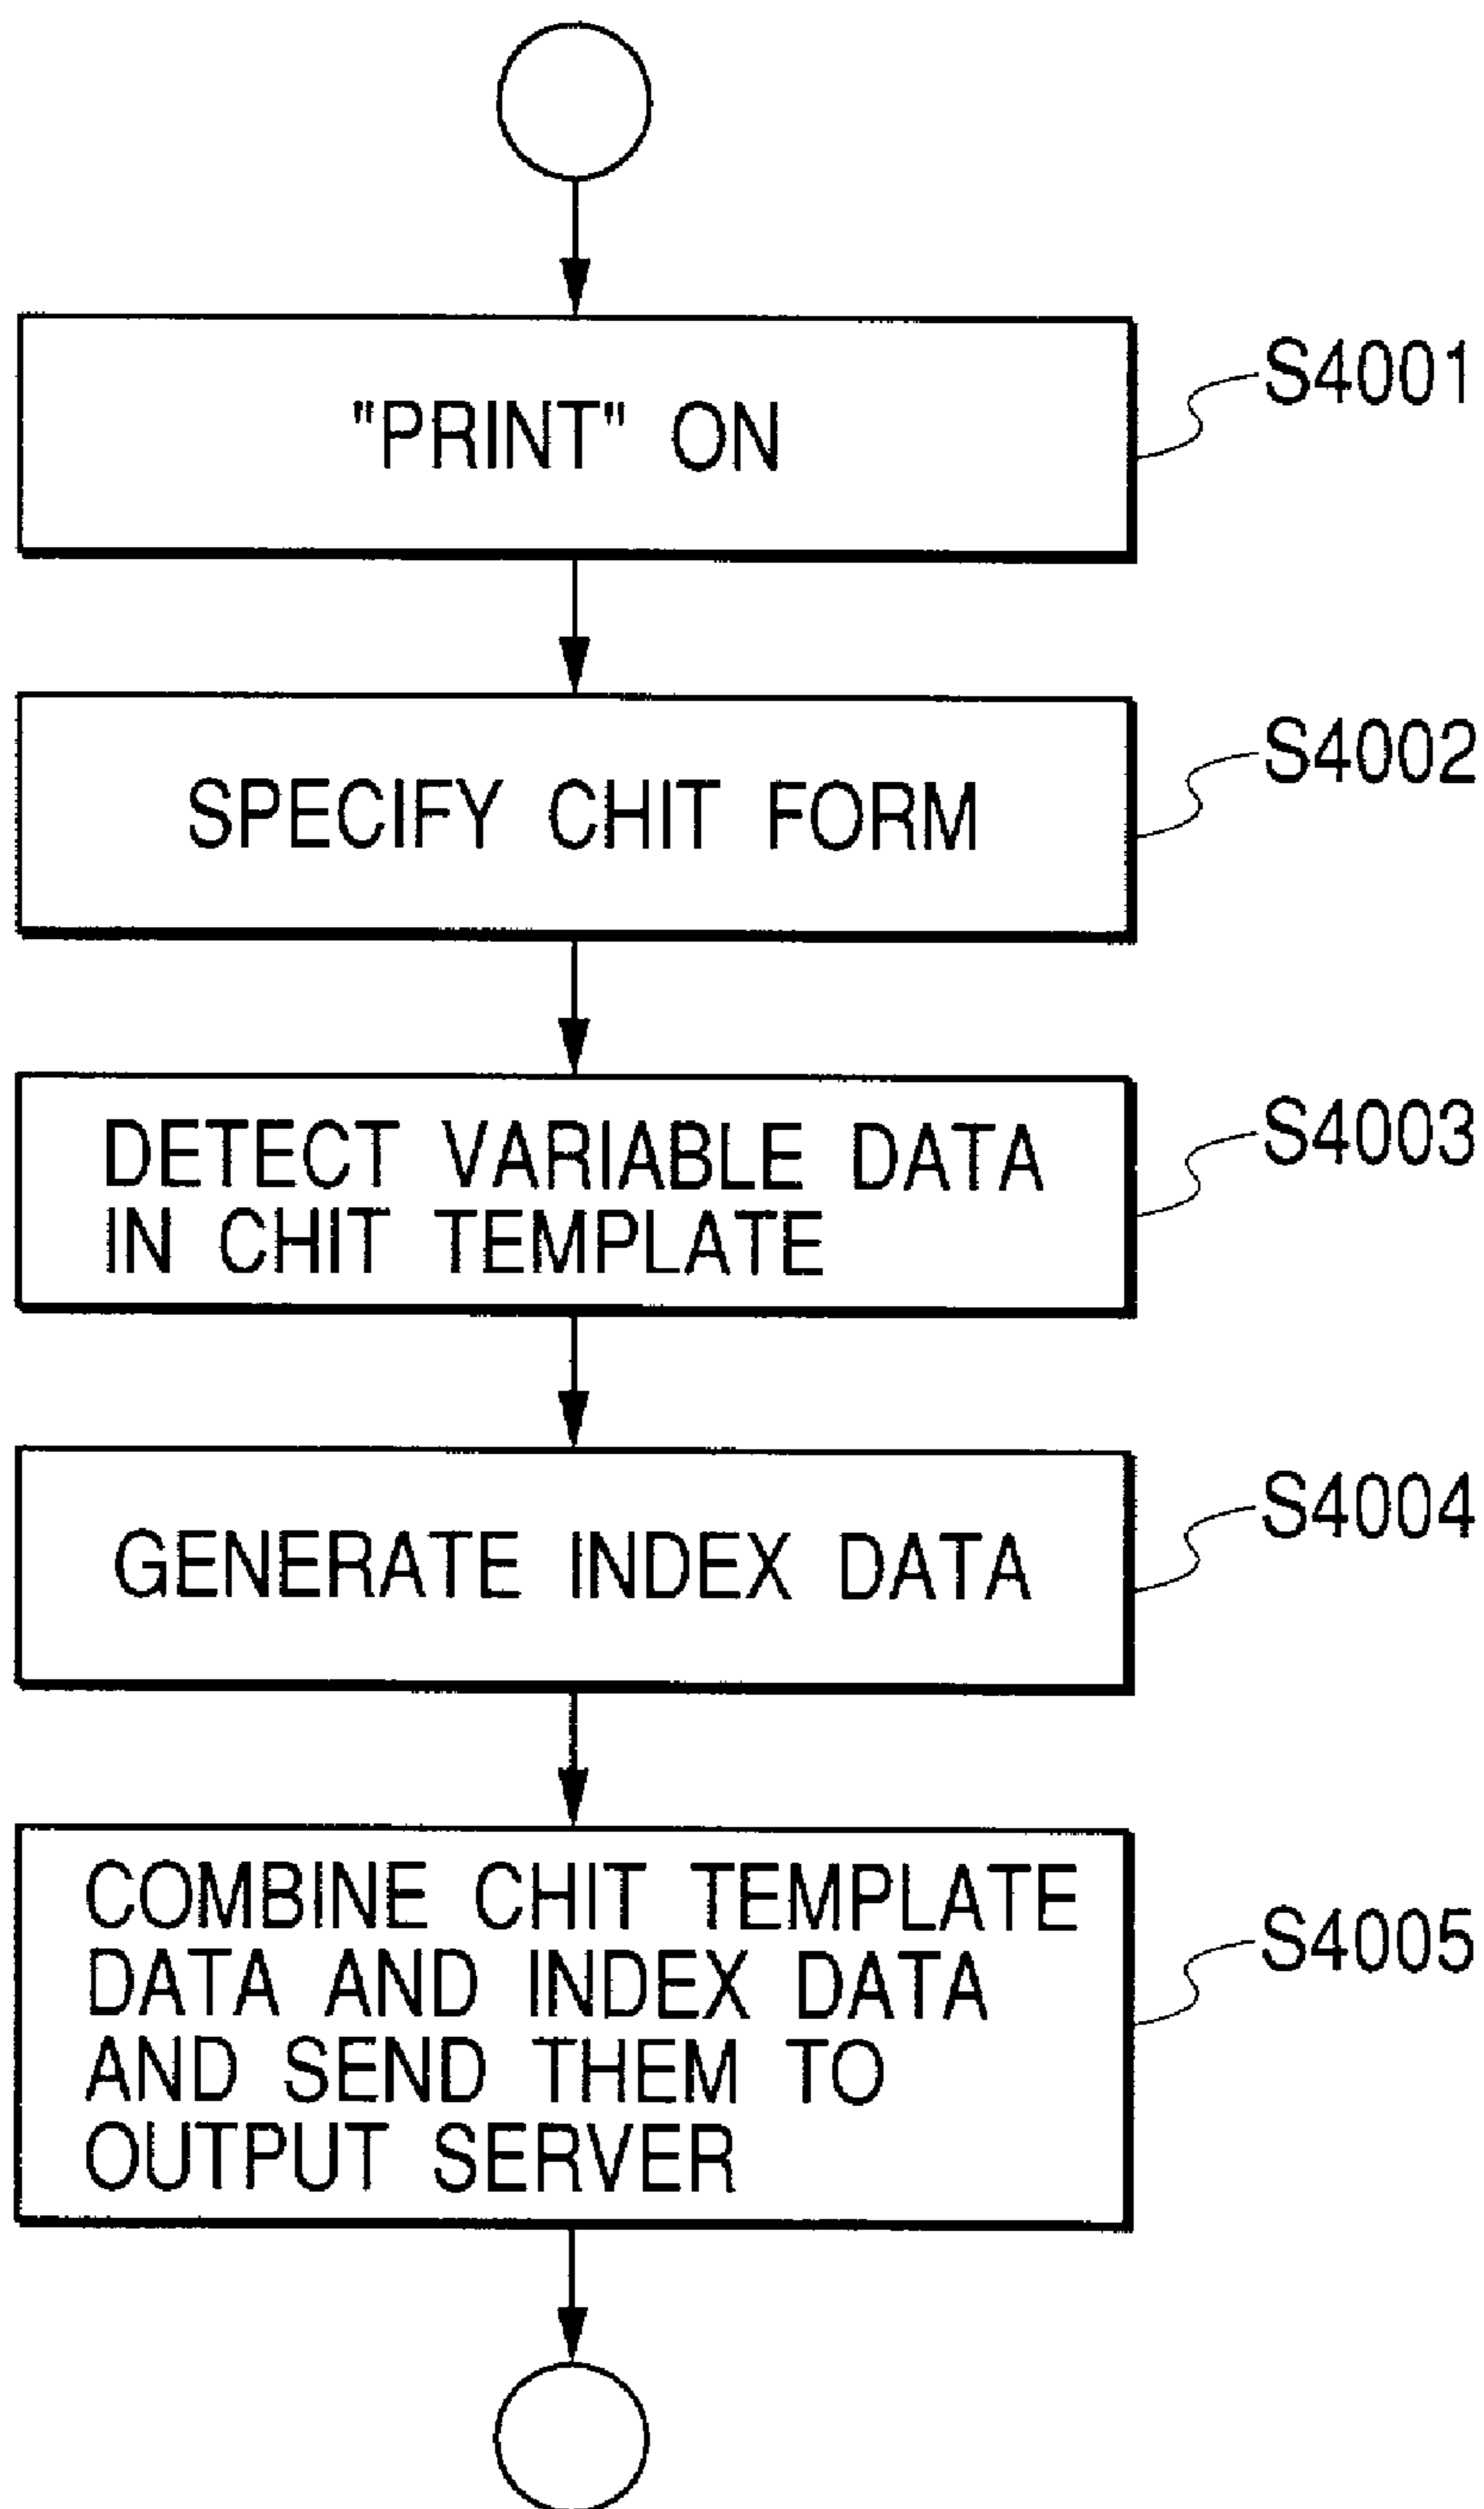 "PRINT" ON
S4001
SPECIFY CHIT FORM
S4002
DETECT VARIABLE DATA
IN CHIT TEMPLATE
S4003
GENERATE INDEX DATA
S4004
COMBINE CHIT TEMPLATE
DATA AND INDEX DATA
AND SEND THEM TO
OUTPUT SERVER
S4005